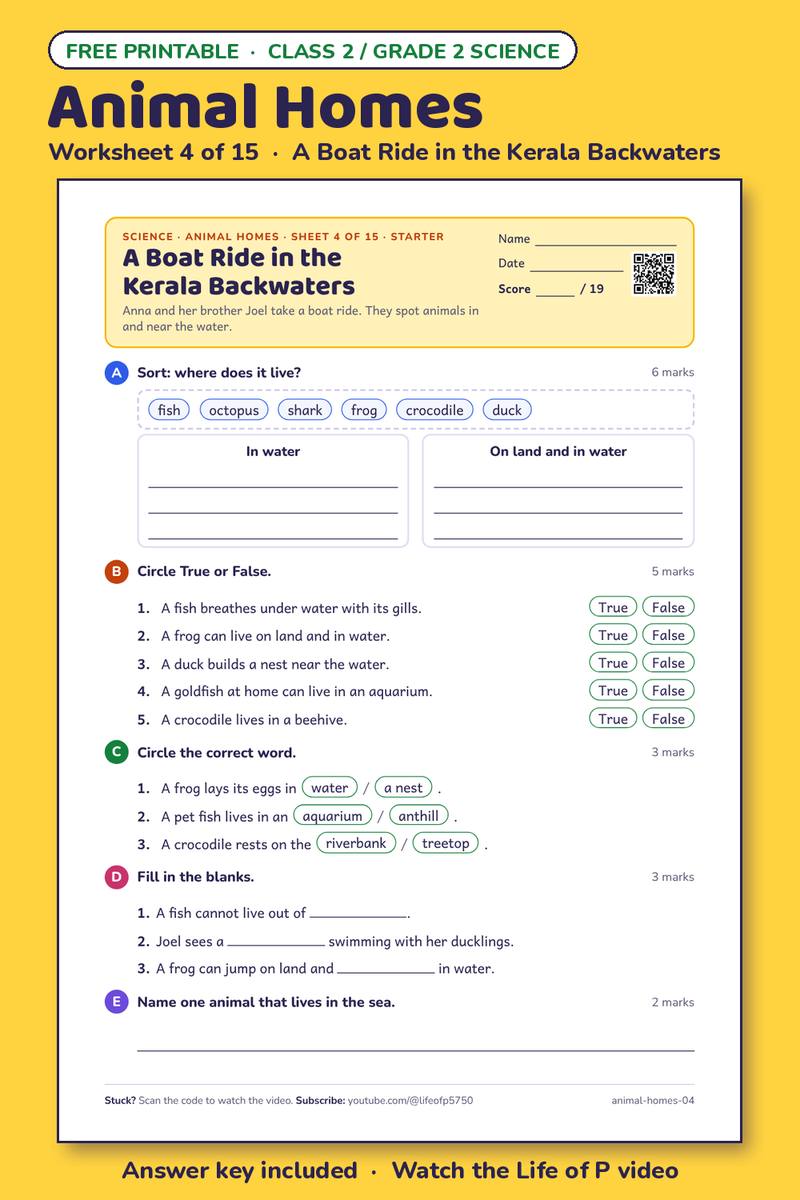 FREE PRINTABLE · CLASS 2 / GRADE 2 SCIENCE
Animal Homes
Worksheet 4 of 15 · A Boat Ride in the Kerala Backwaters
SCIENCE · ANIMAL HOMES · SHEET 4 OF 15 · STARTER
A Boat Ride in the
Kerala Backwaters
Anna and her brother Joel take a boat ride. They spot animals in
and near the water.
Name
Date
Score / 19
A Sort: where does it live? 6 marks
fish octopus shark frog crocodile duck
In water On land and in water
B Circle True or False. 5 marks
1. A fish breathes under water with its gills. True False
2. A frog can live on land and in water. True False
3. A duck builds a nest near the water. True False
4. A goldfish at home can live in an aquarium. True False
5. A crocodile lives in a beehive. True False
C Circle the correct word. 3 marks
1. A frog lays its eggs in water / a nest .
2. A pet fish lives in an aquarium / anthill .
3. A crocodile rests on the riverbank / treetop .
D Fill in the blanks. 3 marks
1. A fish cannot live out of ____________.
2. Joel sees a ____________ swimming with her ducklings.
3. A frog can jump on land and ____________ in water.
E Name one animal that lives in the sea. 2 marks
Stuck? Scan the code to watch the video. Subscribe: youtube.com/@lifeofp5750 animal-homes-04
Answer key included · Watch the Life of P video